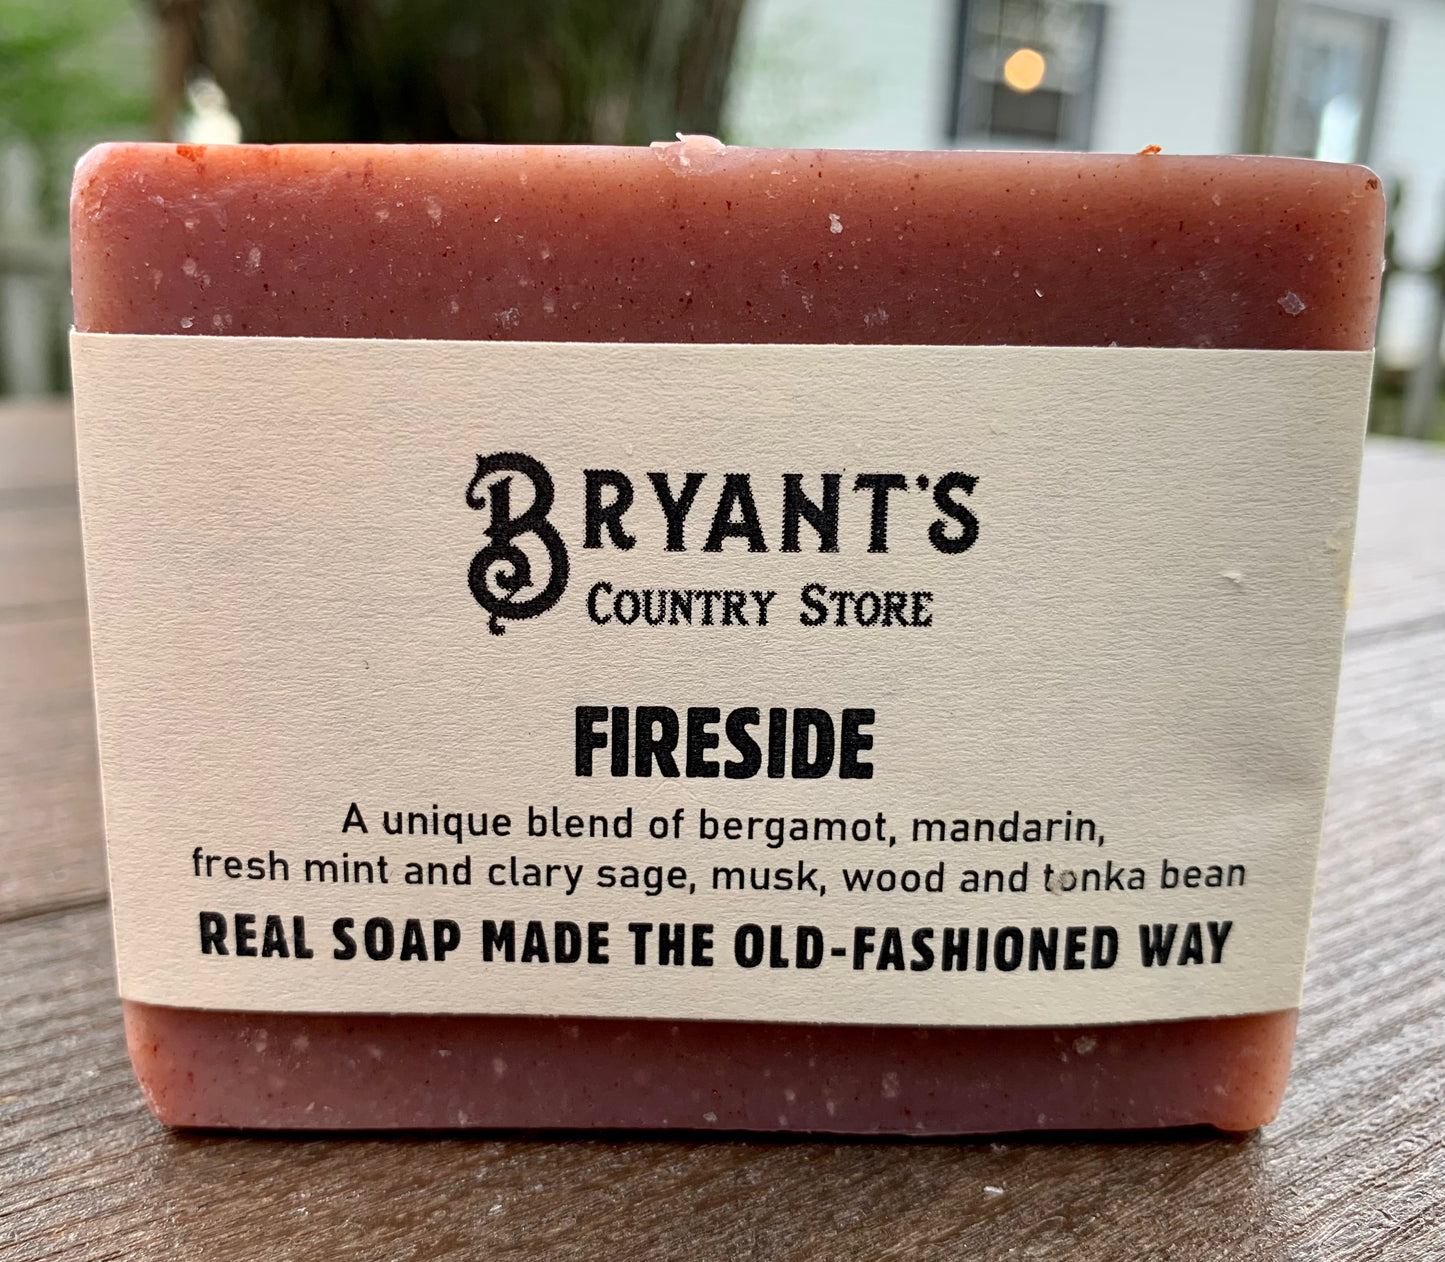 BRYANT'S
COUNTRY STORE
FIRESIDE
A unique blend of bergamot, mandarin,
fresh mint and clary sage, musk, wood and tonka bean
REAL SOAP MADE THE OLD-FASHIONED WAY